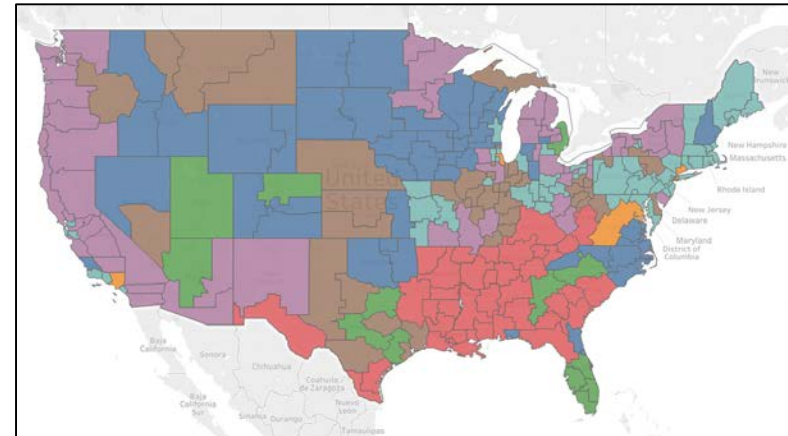 New
Brunswick
New Hampshire
Massachusetts
Rhode Island
United
States
New Jersey
Delaware
Maryland
District of
Columbia
Baja
California
Sonora
Chihuahua
Coahuila
de Zaragoza
Baja
California
Sur
Nuevo
León
Sinaloa
Durango
Tamaulipas